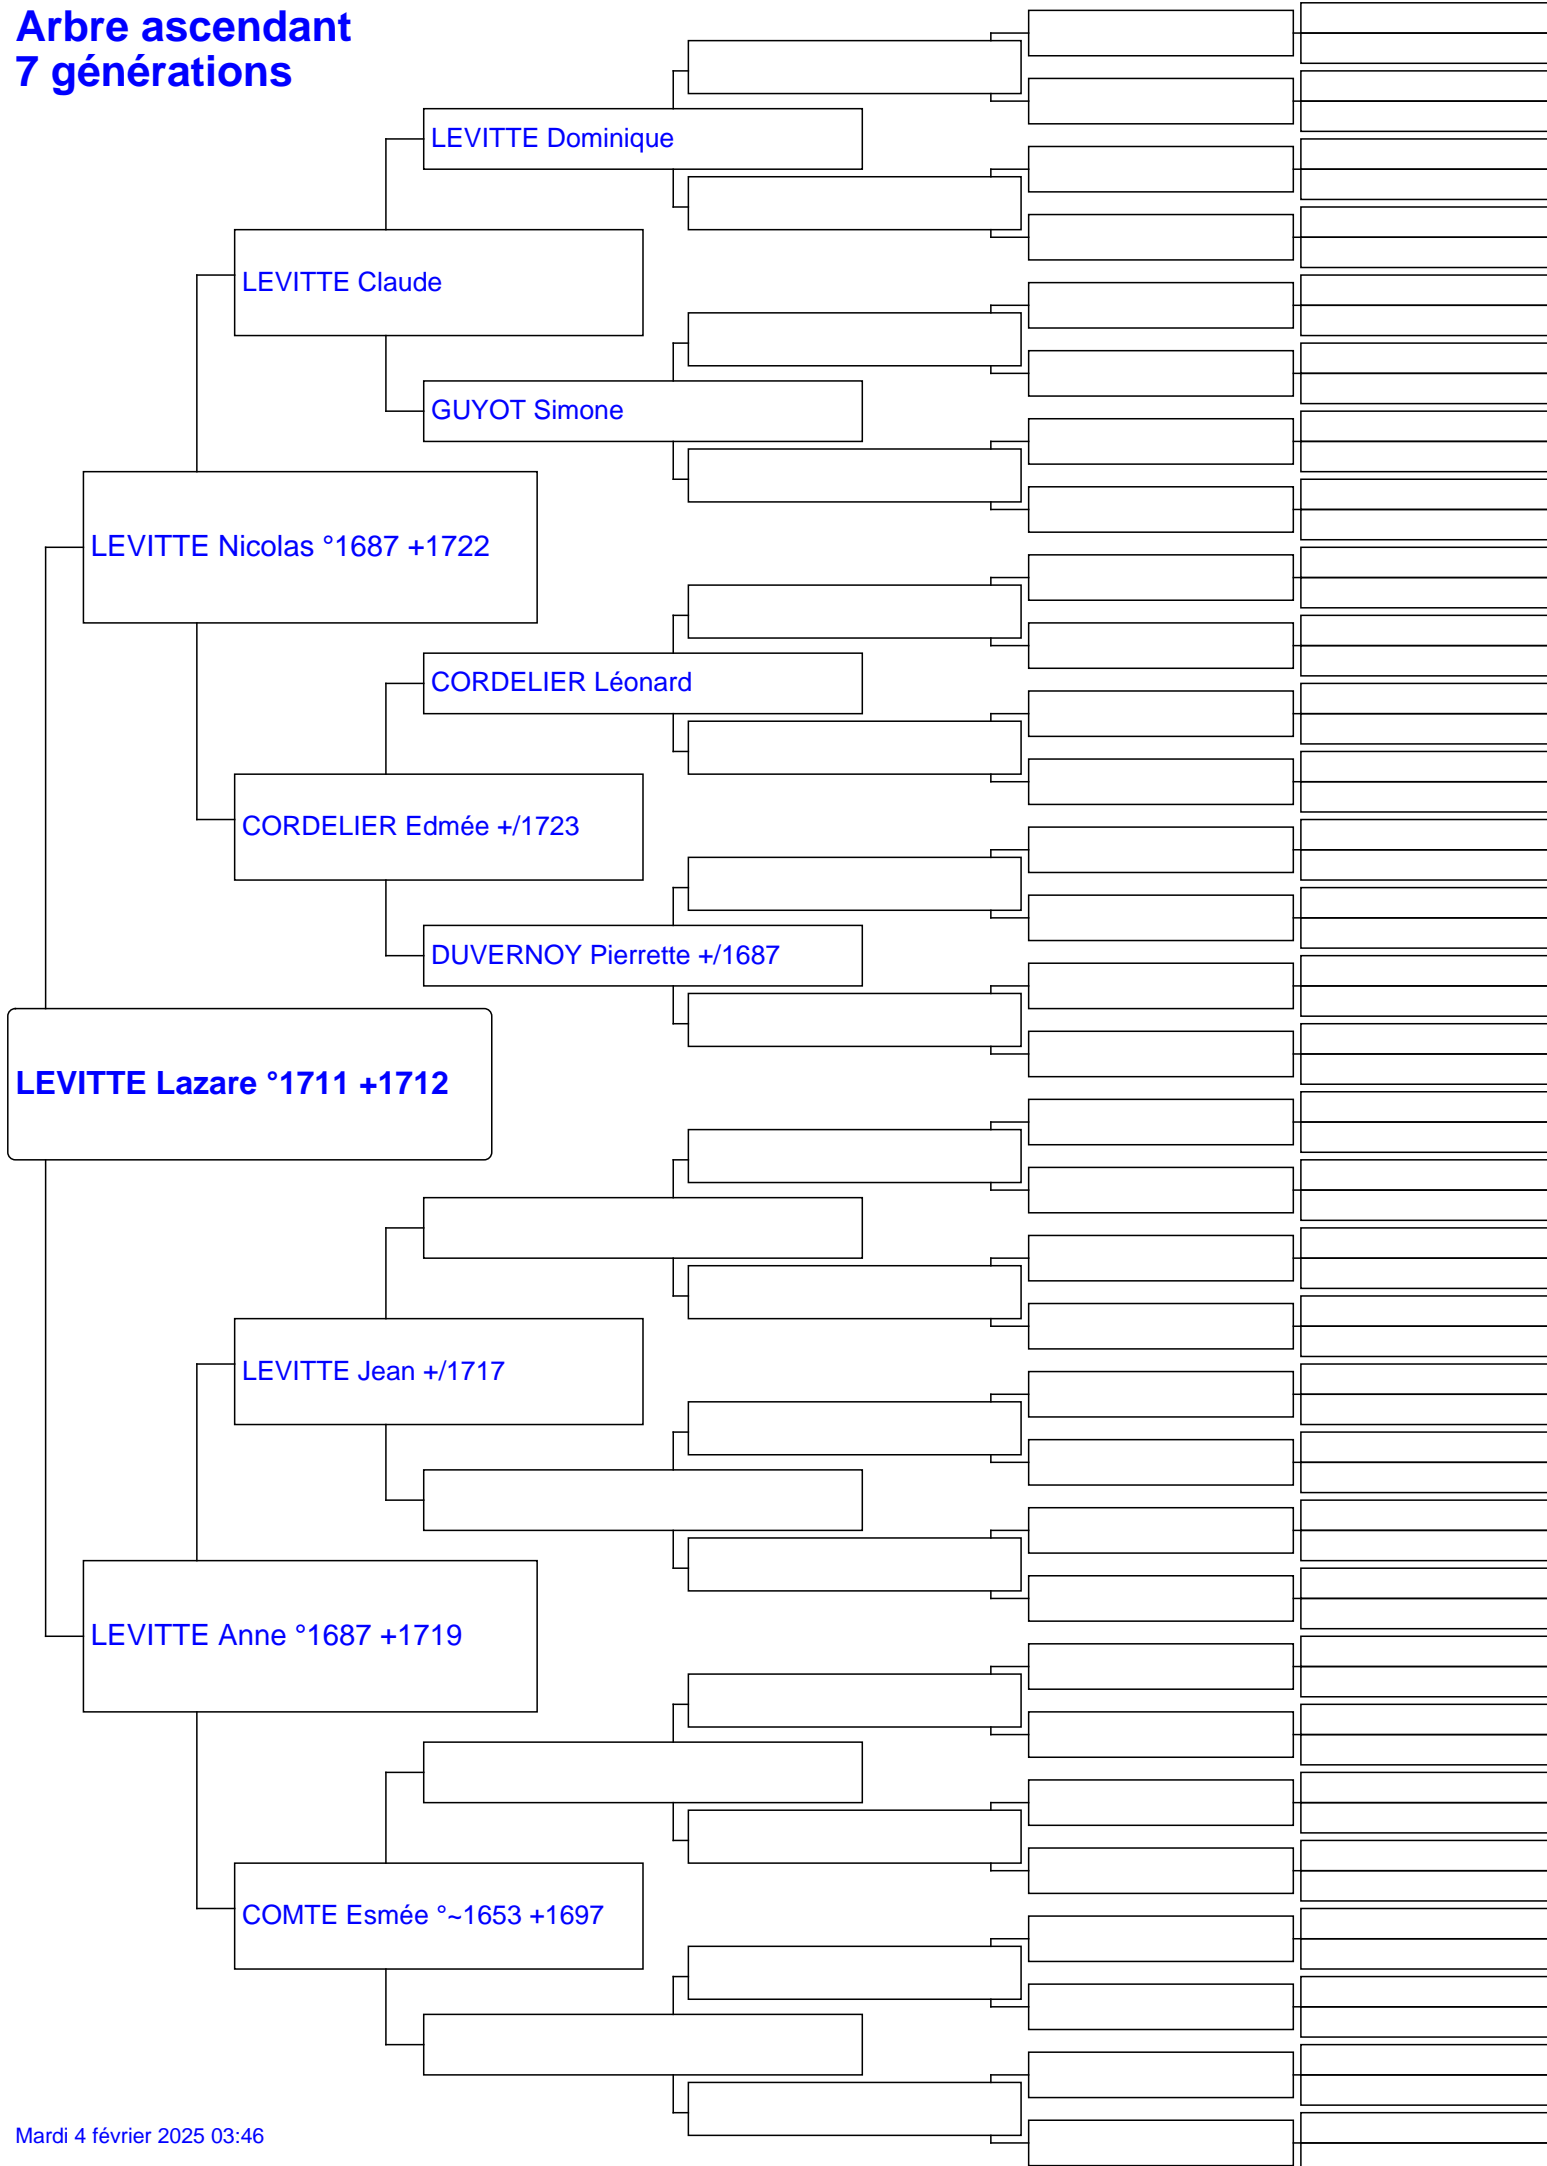 Arbre ascendant
7 générations
LEVITTE Dominique
LEVITTE Claude
GUYOT Simone
LEVITTE Nicolas °1687 +1722
CORDELIER Léonard
CORDELIER Edmée +/1723
DUVERNOY Pierrette +/1687
LEVITTE Lazare °1711 +1712
LEVITTE Jean +/1717
LEVITTE Anne °1687 +1719
COMTE Esmée °~1653 +1697
Mardi 4 février 2025 03:46